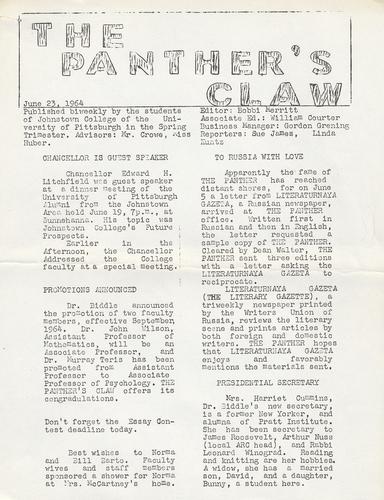 THE
PANTHER'S
CLAW
June 23, 1964
Published biweekly by the students
of Johnstown College of the Uni-
versity of Pittsburgh in the Spring
Trimester. Advisors: Mr. Crowe, Miss
Huber.
Editor: Bobbi Merritt
Associate Ed.: William Courter
Business Manager: Gordon Grening
Reporters: Sue James, Linda
Kuntz
CHANCELLOR IS GUEST SPEAKER
Chancellor Edward H.
Litchfield was guest speaker
at a dinner meeting of the
University of Pittsburgh
Alumni from the Johnstown
Area held June 19, 7p.m., at
Sunnehanna. His topic was
Johnstown College's Future
Prospects.
Earlier in the
Afternoon, the Chancellor
Addressed the College
faculty at a special meeting.
PROMOTIONS ANNOUNCED
Dr. Biddle announced
the promotion of two faculty
members, effective September,
1964. Dr. John Wilson,
Assistant Professor of
Mathematics, will be an
Associate Professor, and
Dr. Murray Toris has been
promoted from Assistant
Professor to Associate
Professor of Psychology. THE
PANTHER'S CLAW offers its
congradulations.
Don't forget the Essay Con-
test deadline today.
Best wishes to Norma
and Bill Barto. Faculty
wives and staff members
sponsored a shower for Norma
at Mrs. McCartney's home.
TO RUSSIA WITH LOVE
Apparently the fame of
THE PANTHER has reached
distant shores, for on June
5 a letter from LITERATURNAYA
GAZETA, a Russian newspaper,
arrived at THE PANTHER
office. Written first in
Russian and then in English,
the letter requested a
sample copy of THE PANTHER.
Cleared by Dean Walter, THE
PANTHER sent three editions
with a letter asking the
LITERATURNAYA GAZETA to
reciprocate.
LITERATURNAYA GAZETA
(THE LITERARY GAZETTE), a
triweekly newspaper printed
by the Writers Union of
Russia, reviews the literary
scene and prints articles by
both foreign and domestic
writers. THE PANTHER hopes
that LITERATURNAYA GAZETA
enjoys and favorably
mentions the materials sent.
PRESIDENTIAL SECRETARY
Mrs. Harriet Cummins,
Dr. Biddle's new secretary,
is a former New Yorker, and
alumna of Pratt Institute.
She has been secretary to
James Roosevelt, Arthur Nuss
(local ARC head), and Rabbi
Leonard Winograd. Reading
and knitting are her hobbies.
A widow, she has a married
son, David, and a daughter,
Bunny, a student here.